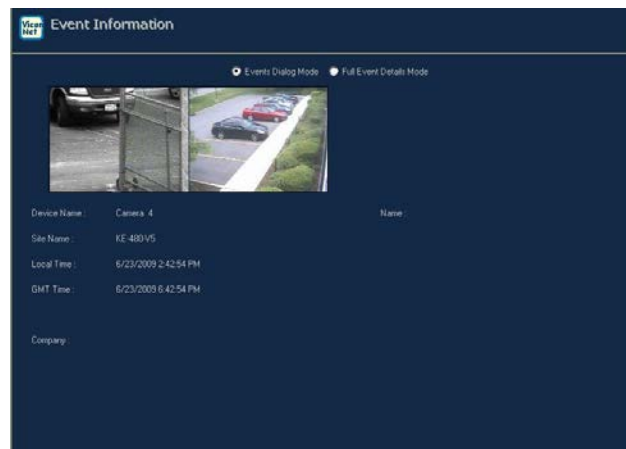 Vicon
Net
Event Information
Events Dialog Mode Full Event Details Mode
Device Name : Camera 4 Name :
Site Name : KE-480-V5
Local Time : 6/23/2009 2:42:54 PM
GMT Time : 6/23/2009 6:42:54 PM
Company :